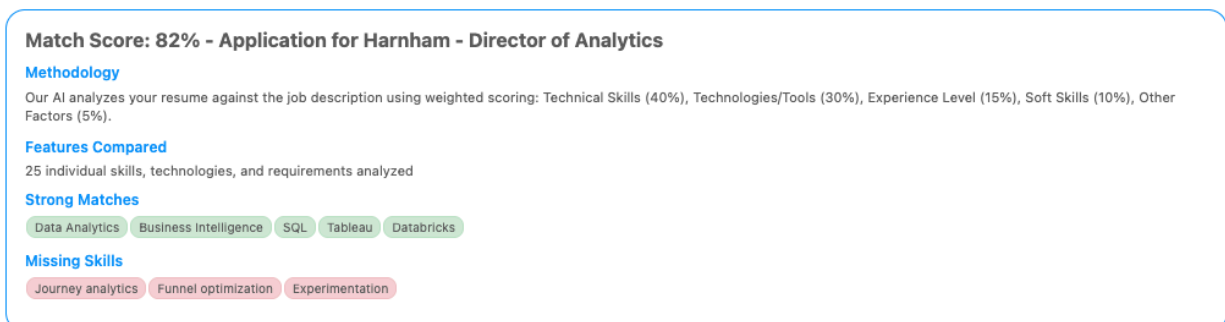 Match Score: 82% - Application for Harnham - Director of Analytics
Methodology
Our AI analyzes your resume against the job description using weighted scoring: Technical Skills (40%), Technologies/Tools (30%), Experience Level (15%), Soft Skills (10%), Other
Factors (5%).
Features Compared
25 individual skills, technologies, and requirements analyzed
Strong Matches
Data Analytics Business Intelligence SQL Tableau Databricks
Missing Skills
Journey analytics Funnel optimization Experimentation